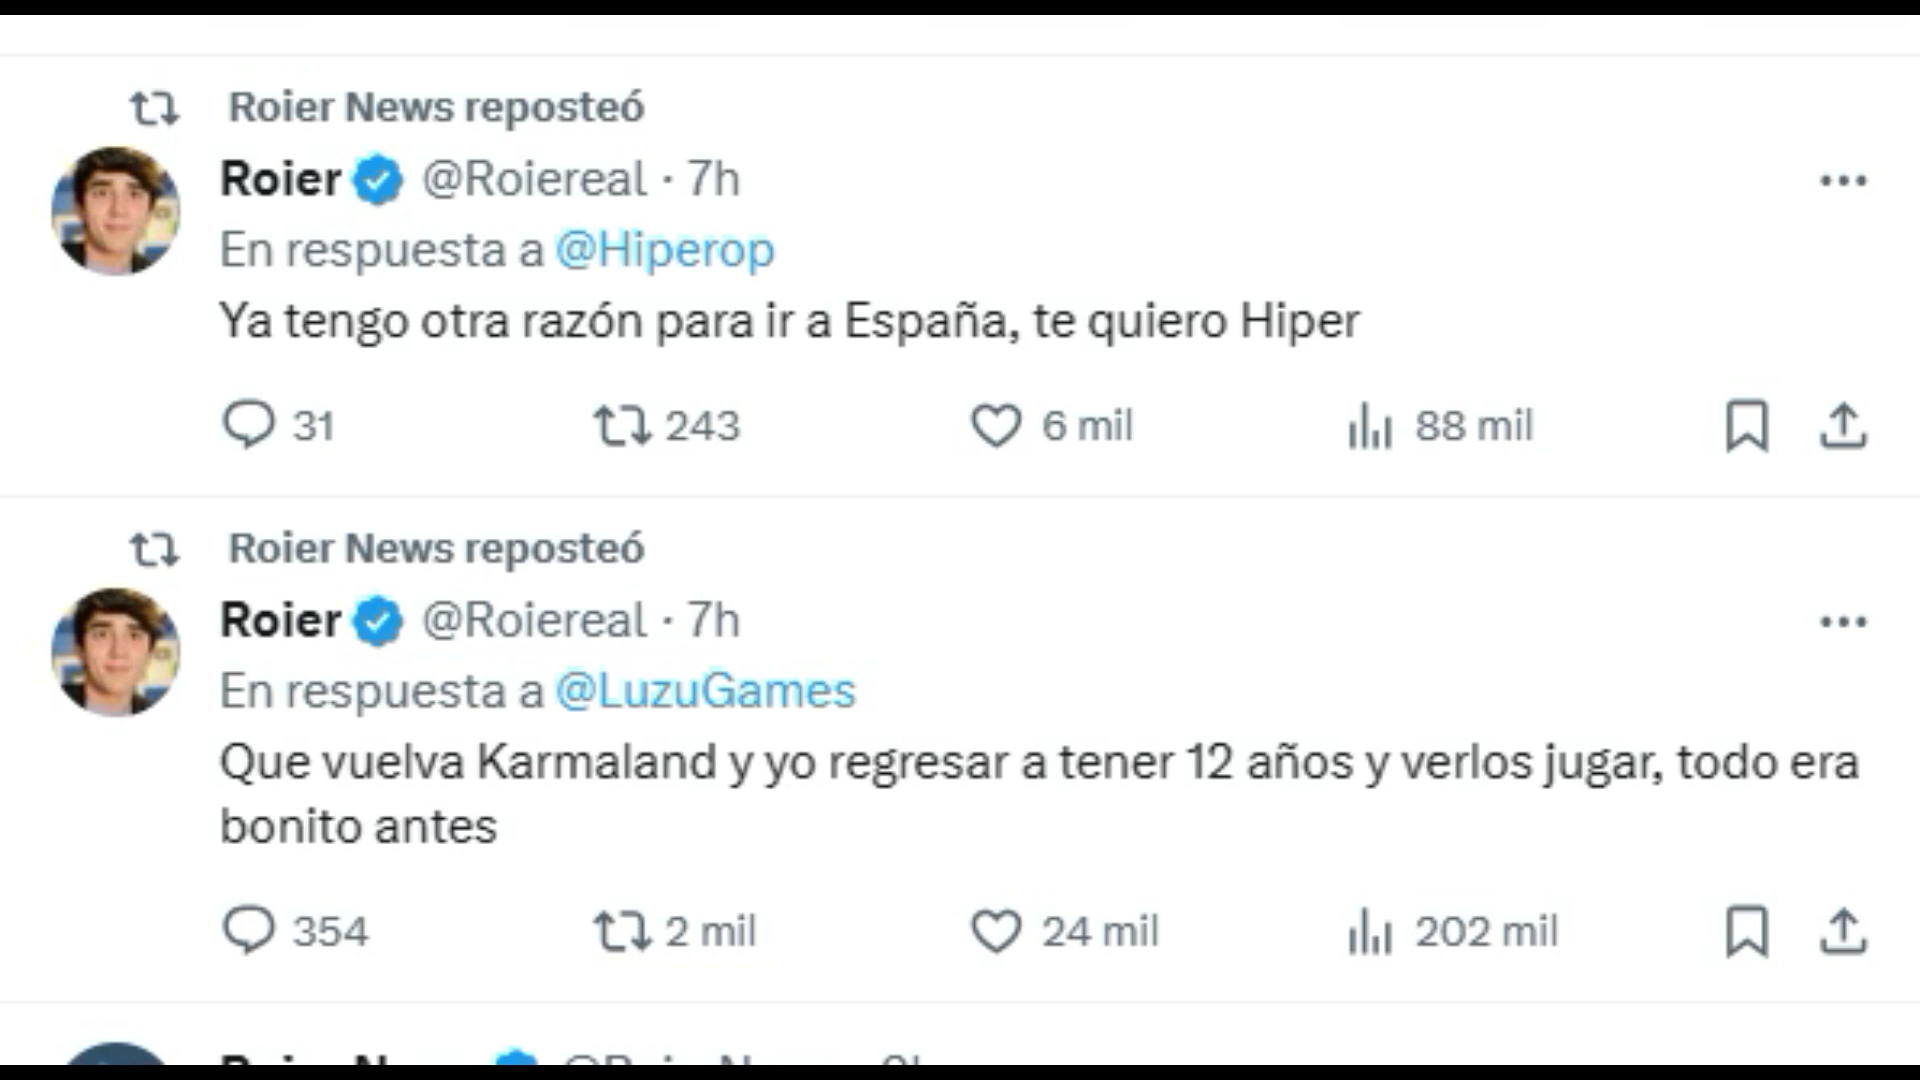 Roier News reposteó
Roier @Roiereal · 7h
En respuesta a @Hiperop
Ya tengo otra razón para ir a España, te quiero Hiper
31 243 6 mil 88 mil
Roier News reposteó
Roier @Roiereal · 7h
En respuesta a @LuzuGames
Que vuelva Karmaland y yo regresar a tener 12 años y verlos jugar, todo era
bonito antes
354 2 mil 24 mil 202 mil